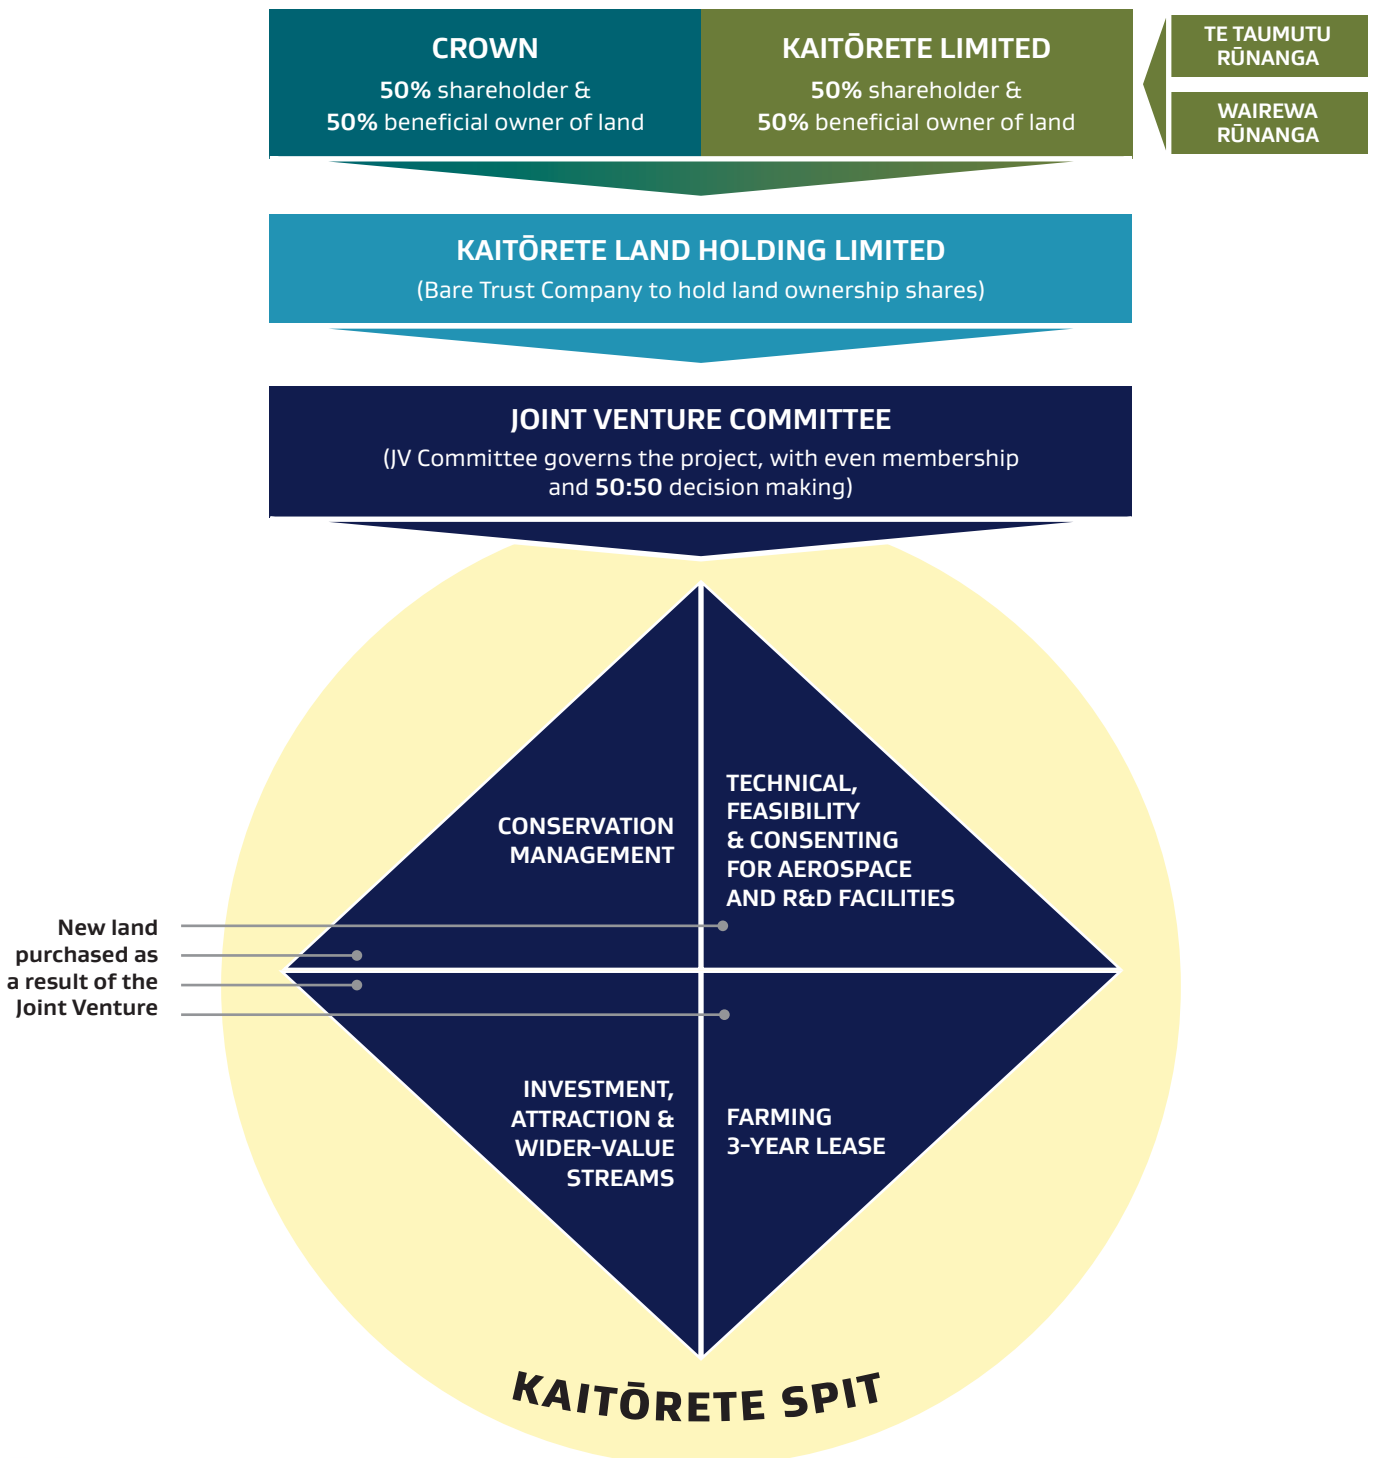 CROWN
50% shareholder &
50% beneficial owner of land
KAITŌRETE LIMITED
50% shareholder &
50% beneficial owner of land
TE TAUMUTU
RŪNANGA
WAIREWA
RŪNANGA
KAITŌRETE LAND HOLDING LIMITED
(Bare Trust Company to hold land ownership shares)
JOINT VENTURE COMMITTEE
(JV Committee governs the project, with even membership
and 50:50 decision making)
CONSERVATION
MANAGEMENT
TECHNICAL,
FEASIBILITY
& CONSENTING
FOR AEROSPACE
AND R&D FACILITIES
New land
purchased as
a result of the
Joint Venture
INVESTMENT,
ATTRACTION &
WIDER-VALUE
STREAMS
FARMING
3-YEAR LEASE
KAITŌRETE SPIT